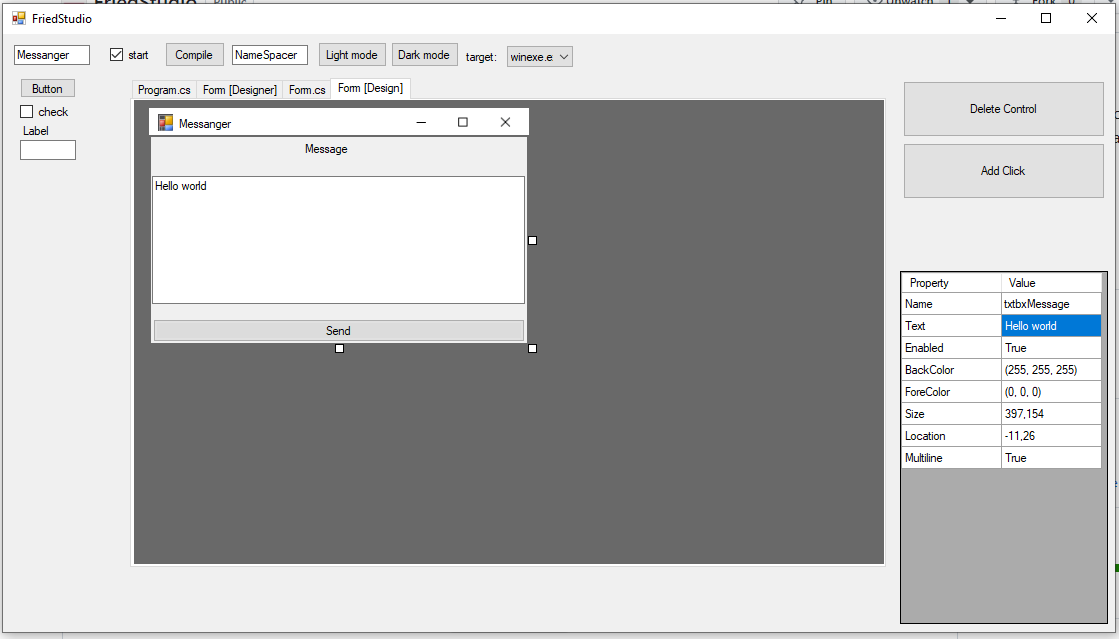 FriedStudio
Messanger
start
Compile
NameSpacer
Light mode
Dark mode
target:
winexe.e
Button
check
Label
Program.cs
Form [Designer]
Form.cs
Form [Design]
Messanger
Message
Hello world
Send
Delete Control
Add Click
Property Value
Name txtbxMessage
Text Hello world
Enabled True
BackColor (255, 255, 255)
ForeColor (0, 0, 0)
Size 397,154
Location -11,26
Multiline True